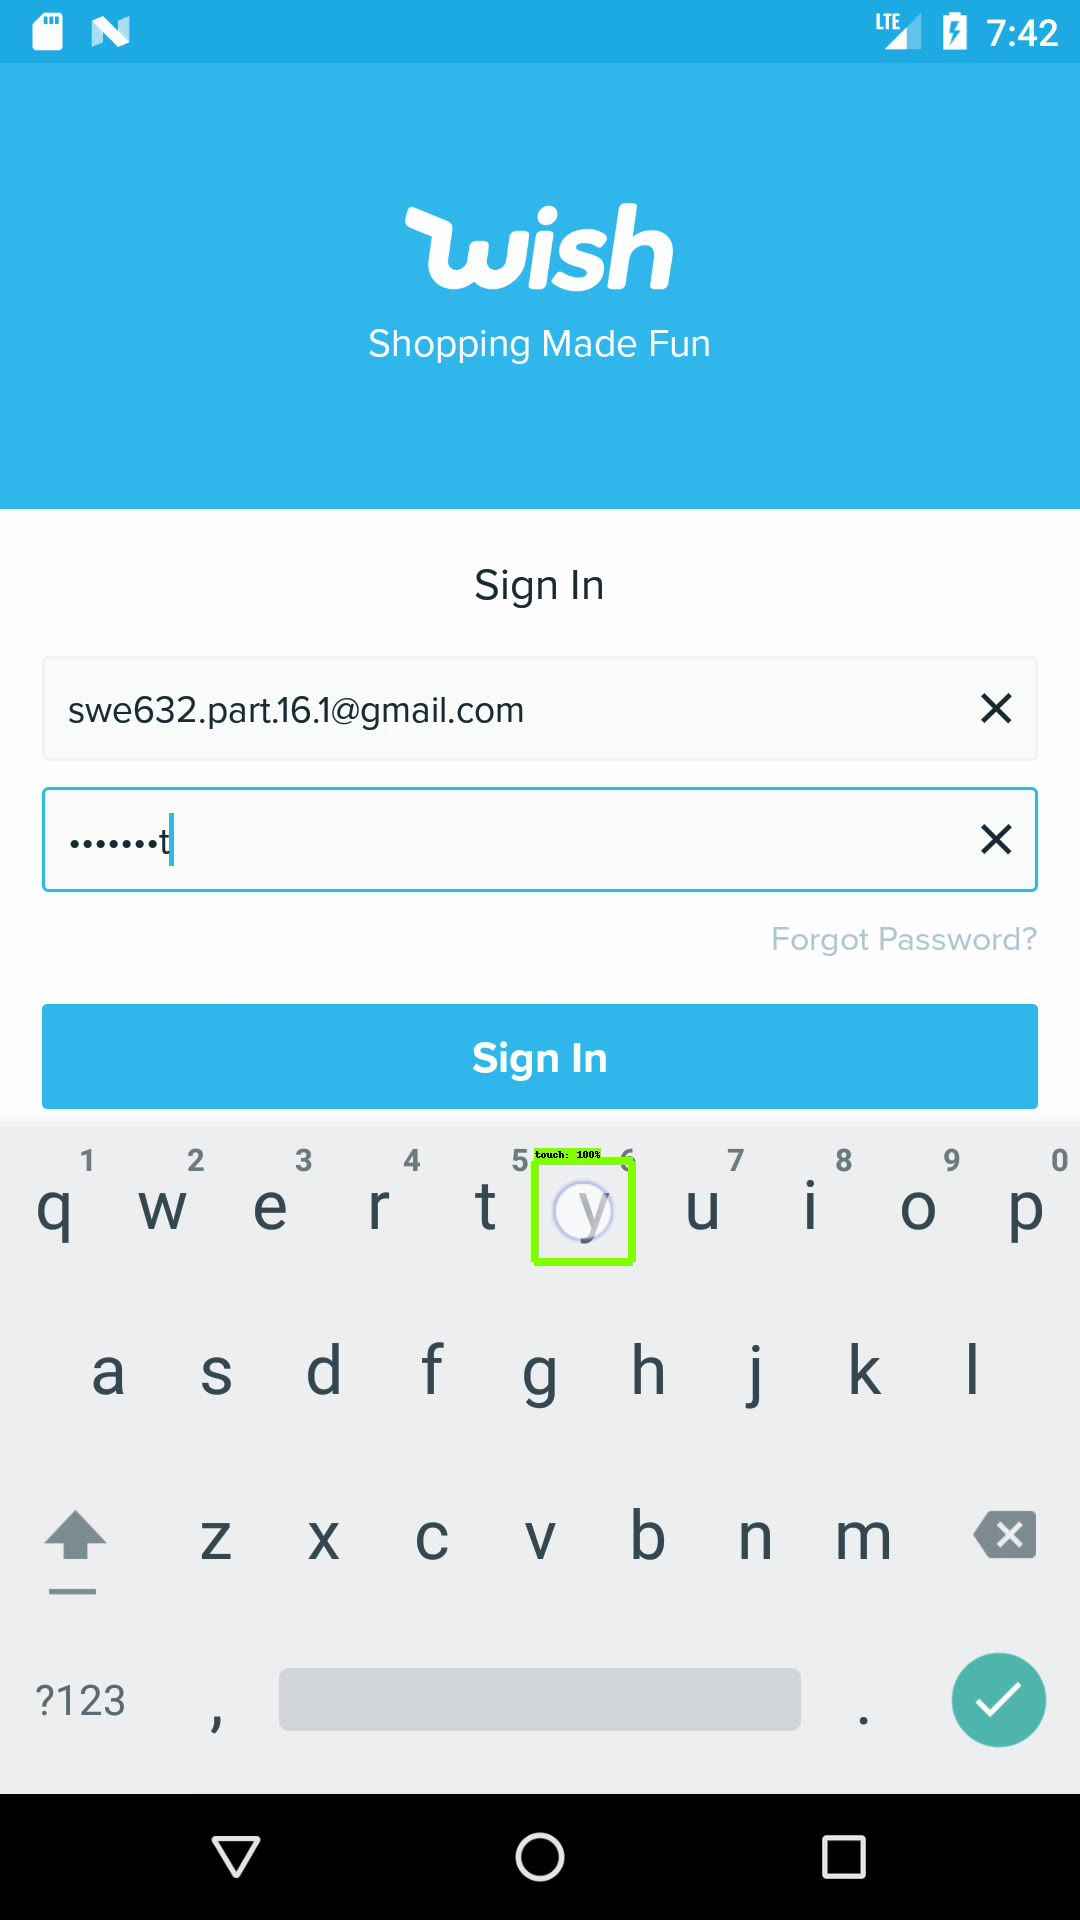 LTE 7:42
wish
Shopping Made Fun
Sign In
swe632.part.16.1@gmail.com
•••••••t
Forgot Password?
Sign In
touch: 100%
1 2 3 4 5 6 7 8 9 0
q w e r t y u i o p
a s d f g h j k l
z x c v b n m
?123 , .